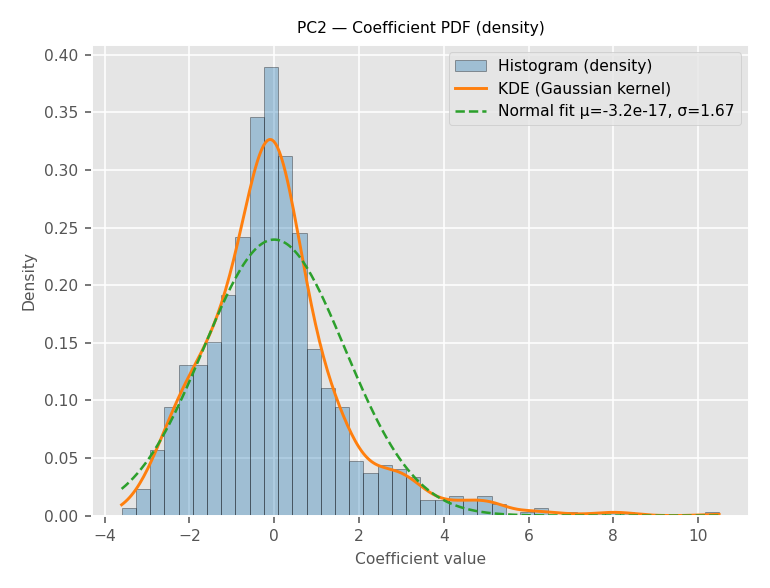 PC2 — Coefficient PDF (density)
Histogram (density)
KDE (Gaussian kernel)
Normal fit μ=-3.2e-17, σ=1.67
0.40
0.35
0.30
0.25
0.20
0.15
0.10
0.05
0.00
Density
−4 −2 0 2 4 6 8 10
Coefficient value